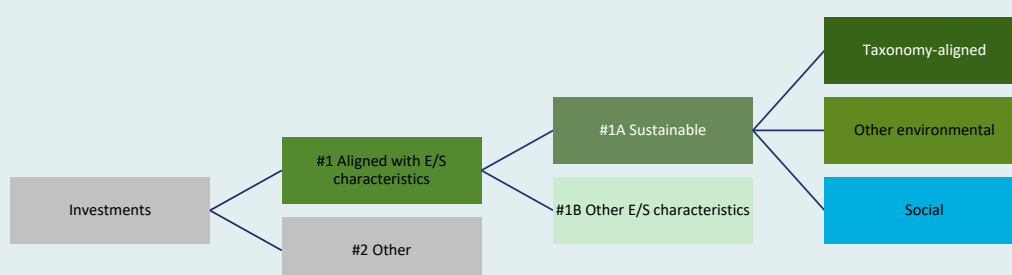 Investments
#1 Aligned with E/S
characteristics
#2 Other
#1A Sustainable
#1B Other E/S characteristics
Taxonomy-aligned
Other environmental
Social